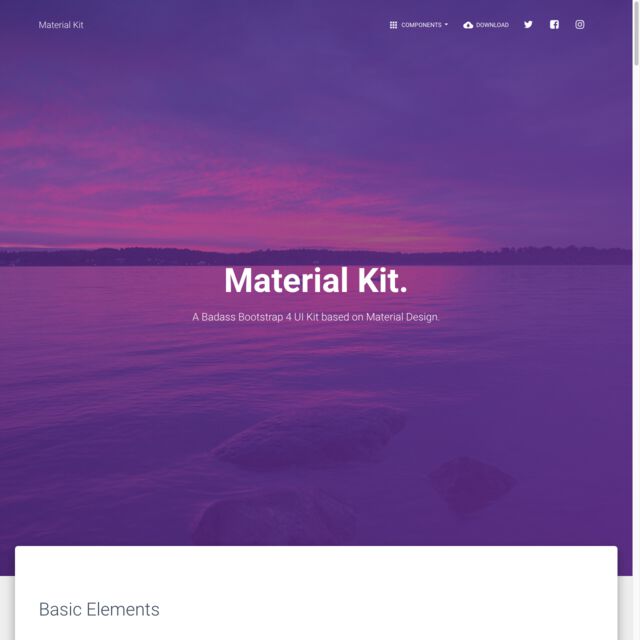 Material Kit
COMPONENTS
DOWNLOAD
Material Kit.
A Badass Bootstrap 4 UI Kit based on Material Design.
Basic Elements